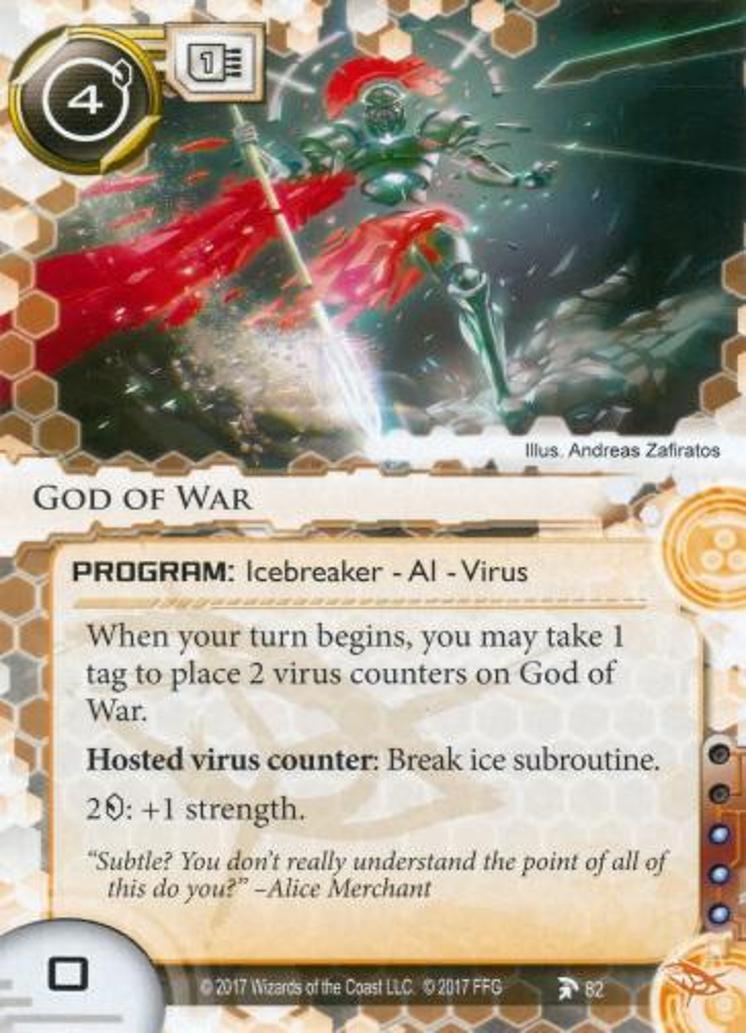 4
1
Illus. Andreas Zafiratos
God of War
PROGRAM: Icebreaker - AI - Virus
When your turn begins, you may take 1
tag to place 2 virus counters on God of
War.
Hosted virus counter: Break ice subroutine.
2: +1 strength.
“Subtle? You don’t really understand the point of all of
this do you?” –Alice Merchant
0
© 2017 Wizards of the Coast LLC. © 2017 FFG
82